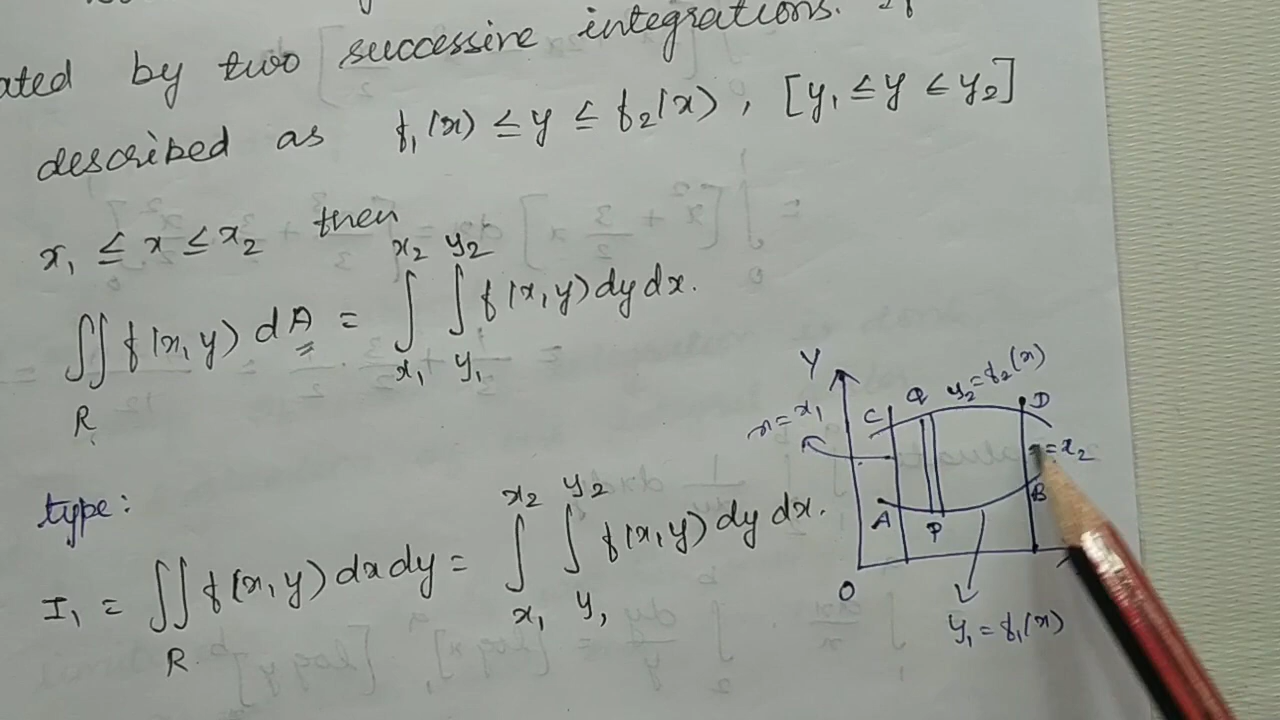 ated by two successive integrations. If
described as f₁(x) ≤ y ≤ f₂(x), [y₁ ≤ y ≤ y₂]
x₁ ≤ x ≤ x₂ then
∬_R f(x, y) dA = ∫_{x₁}^{x₂} ∫_{y₁}^{y₂} f(x, y) dy dx.
type:
I₁ = ∬_R f(x, y) dx dy = ∫_{x₁}^{x₂} ∫_{y₁}^{y₂} f(x, y) dy dx.
Y
y₂ = f₂(x)
C Q D
x = x₁
x = x₂
A P B
O
y₁ = f₁(x)